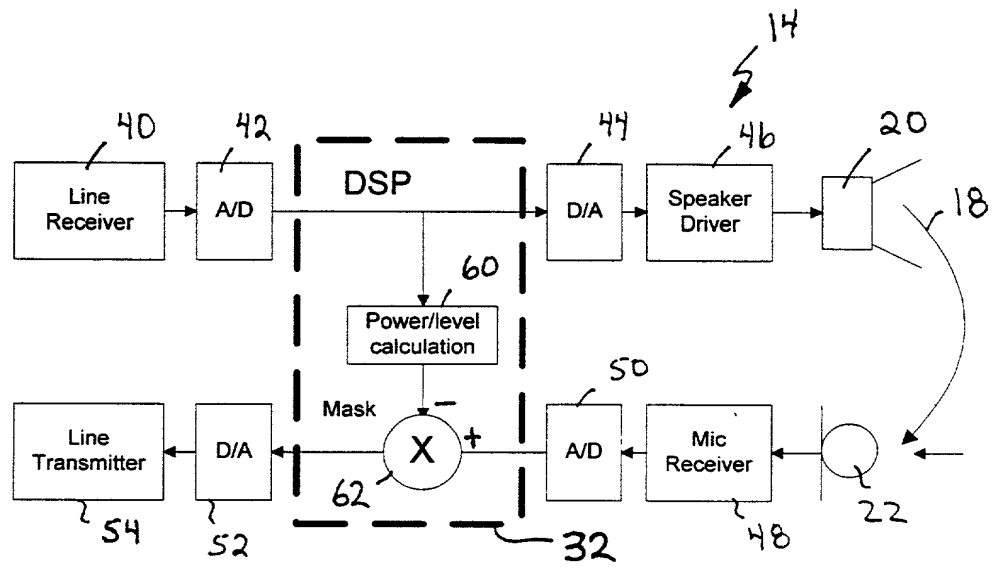 14
40
42
44
46
20
Line
Receiver
A/D
DSP
D/A
Speaker
Driver
18
60
Power/level
calculation
50
Mask
−
+
Line
Transmitter
D/A
X
A/D
Mic
Receiver
62
54
52
32
48
22